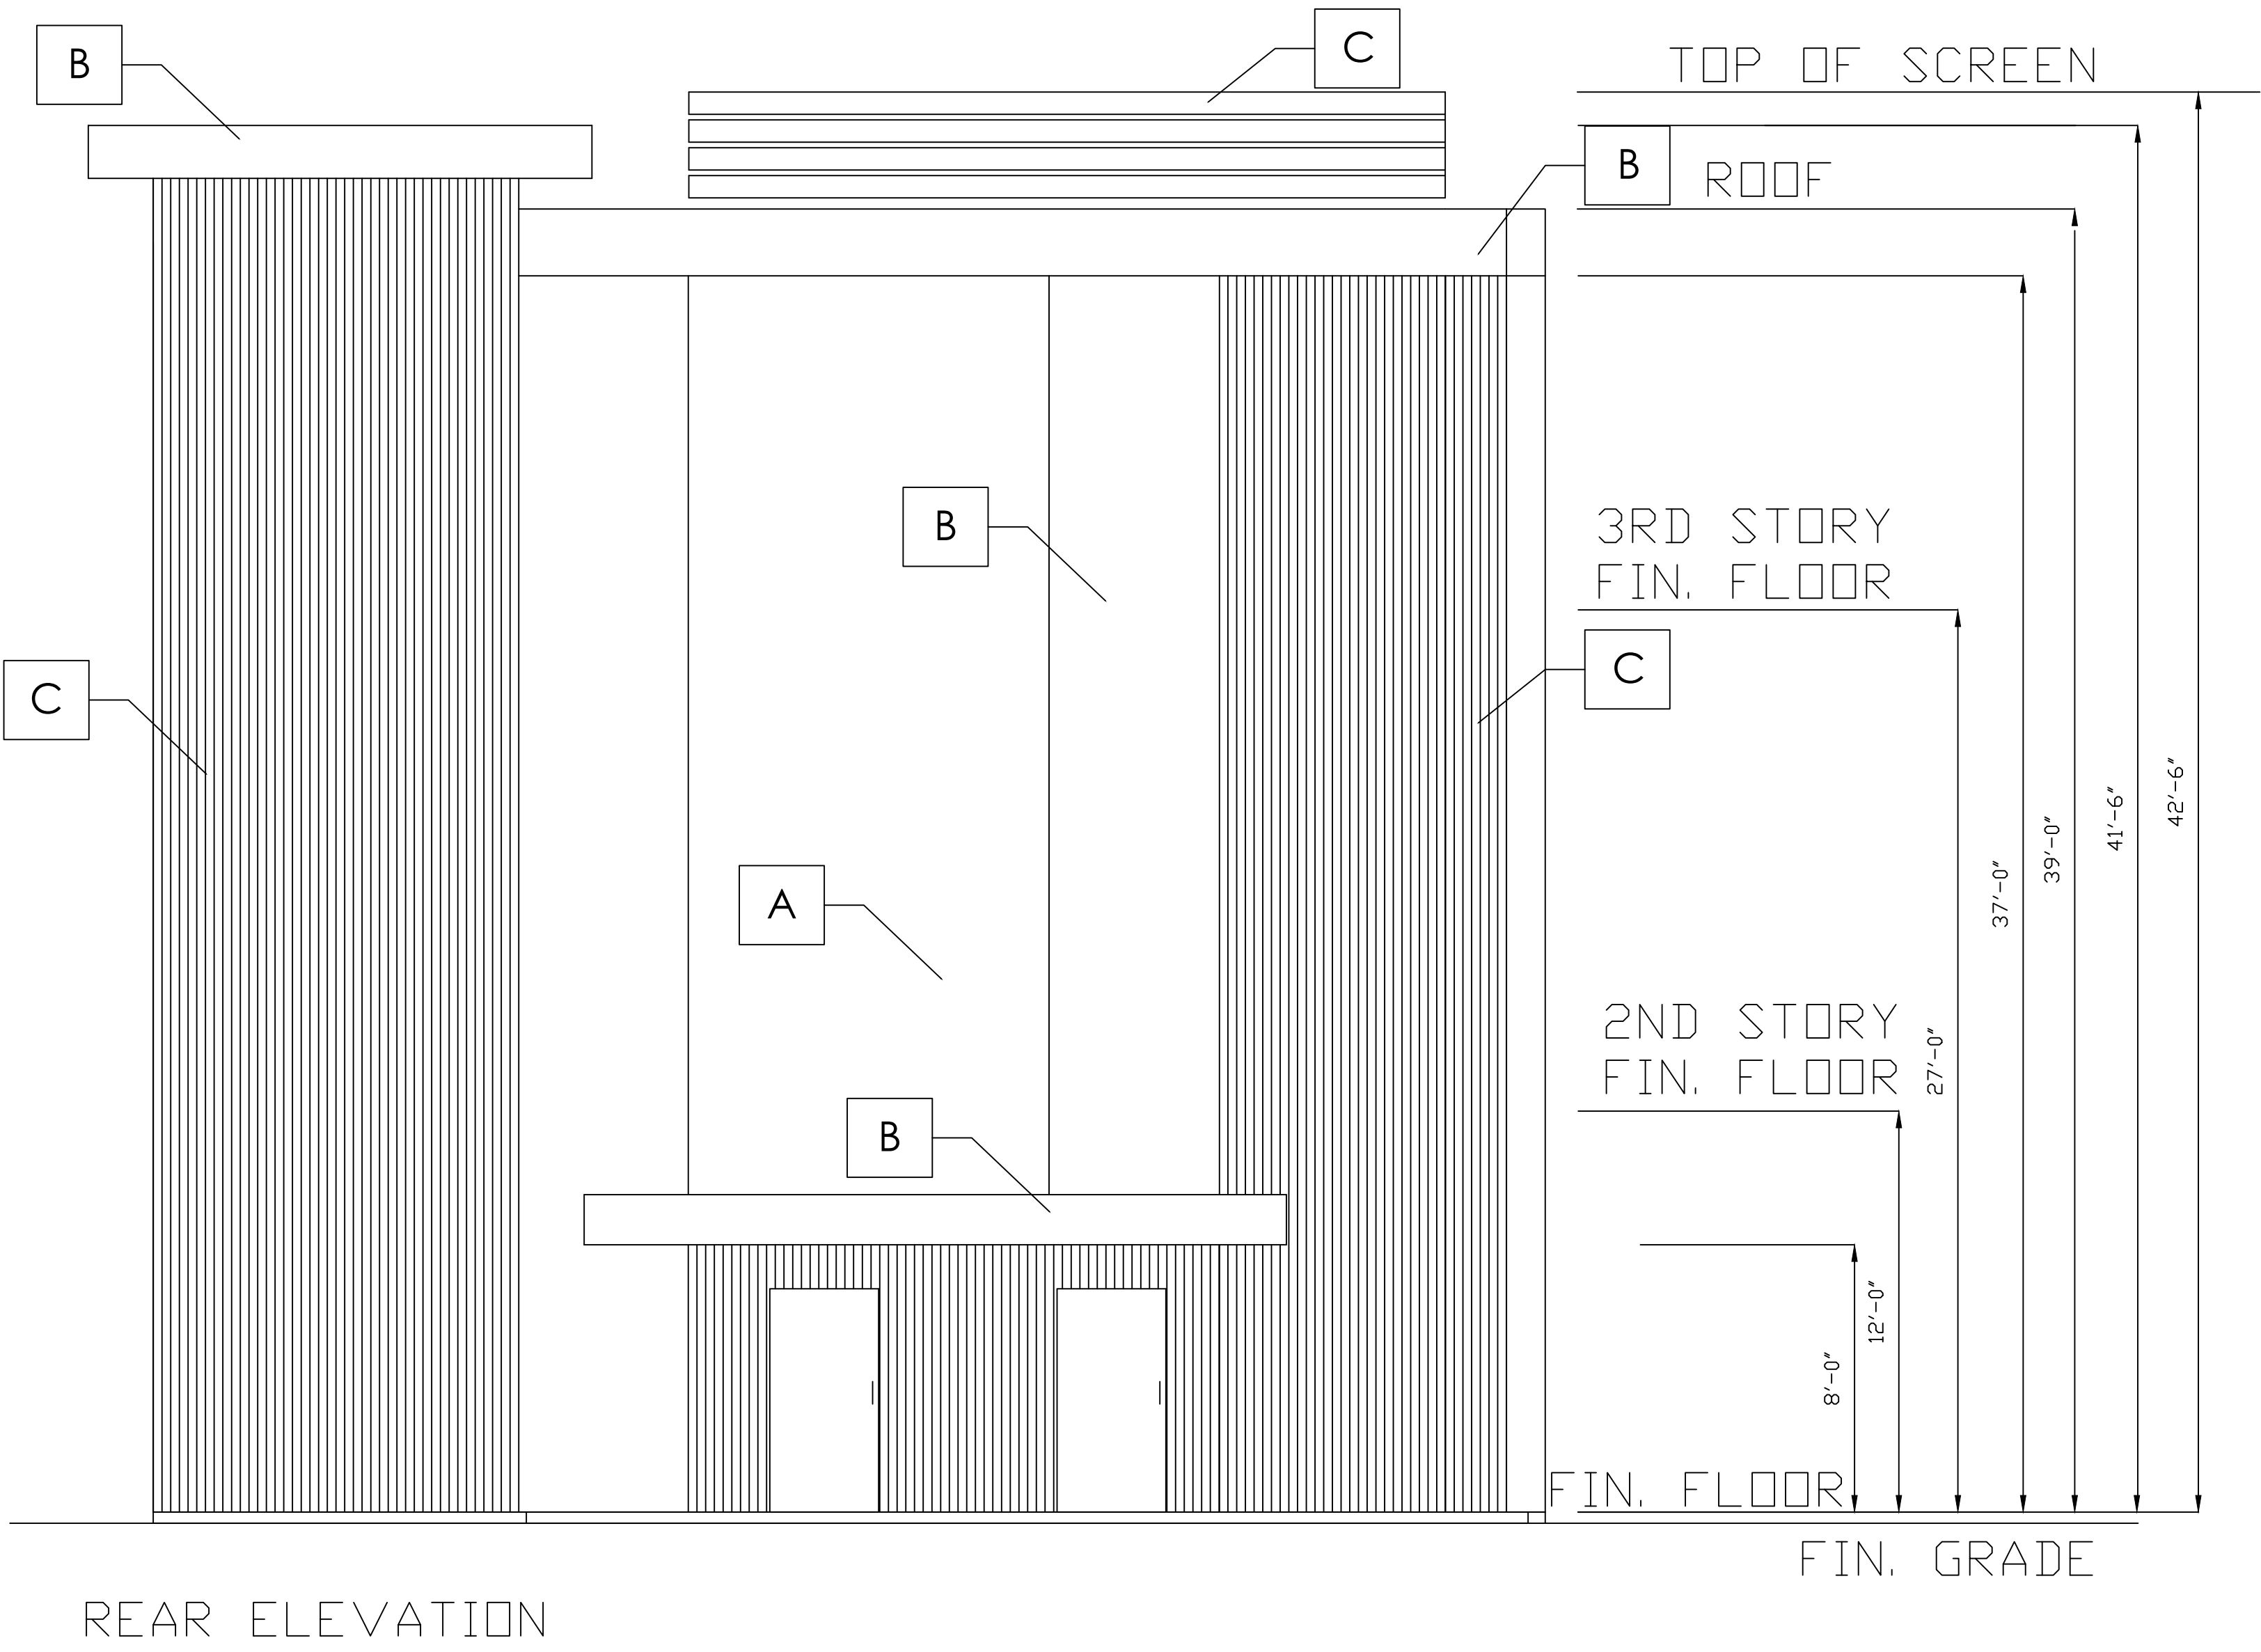 C
TOP OF SCREEN
B
B
ROOF
B
3RD STORY
FIN. FLOOR
C
C
42'-6"
41'-6"
39'-0"
37'-0"
A
2ND STORY
FIN. FLOOR
27'-0"
B
12'-0"
8'-0"
FIN. FLOOR
FIN. GRADE
REAR ELEVATION